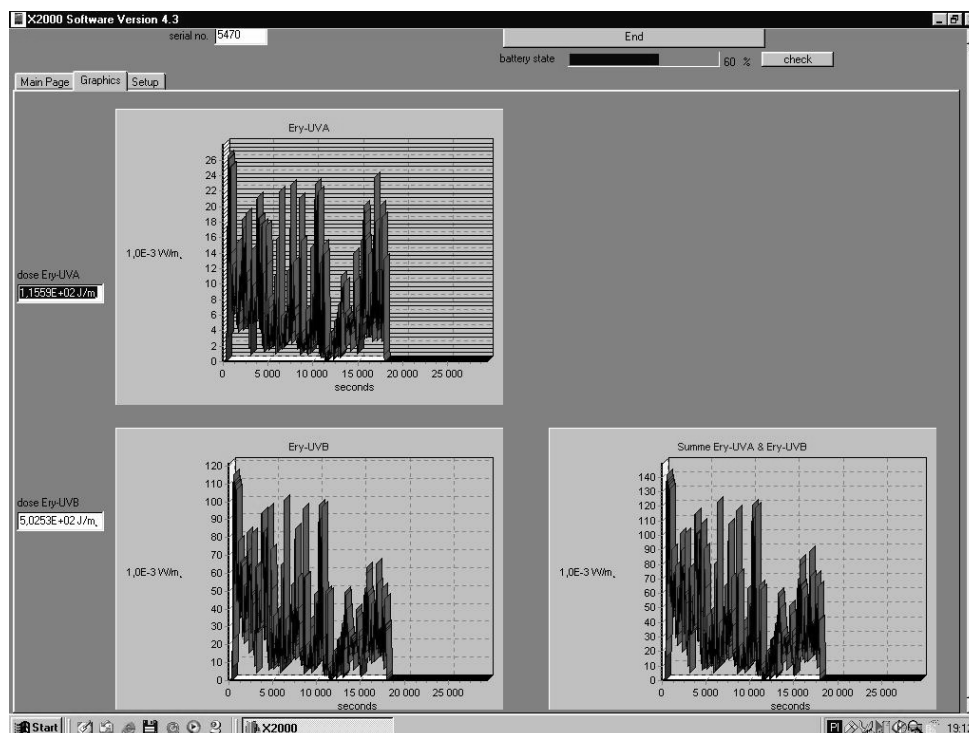 X2000 Software Version 4.3
serial no. 5470
End
battery state 60 % check
Main Page Graphics Setup
Ery-UVA
26
24
22
20
18
16
14
12
10
8
6
4
2
0
1,0E-3 W/m
0 5 000 10 000 15 000 20 000 25 000
seconds
dose Ery-UVA
1,1559E+02 J/m
Ery-UVB
120
110
100
90
80
70
60
50
40
30
20
10
0
1,0E-3 W/m
0 5 000 10 000 15 000 20 000 25 000
seconds
dose Ery-UVB
5,0253E+02 J/m
Summe Ery-UVA & Ery-UVB
140
130
120
110
100
90
80
70
60
50
40
30
20
10
0
1,0E-3 W/m
0 5 000 10 000 15 000 20 000 25 000
seconds
Start X2000 Pl